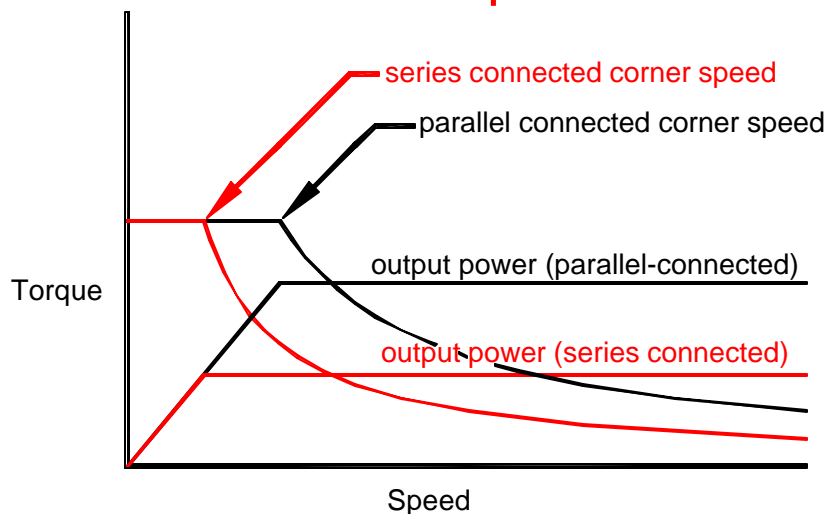 series connected corner speed
parallel connected corner speed
output power (parallel-connected)
Torque
output power (series connected)
Speed